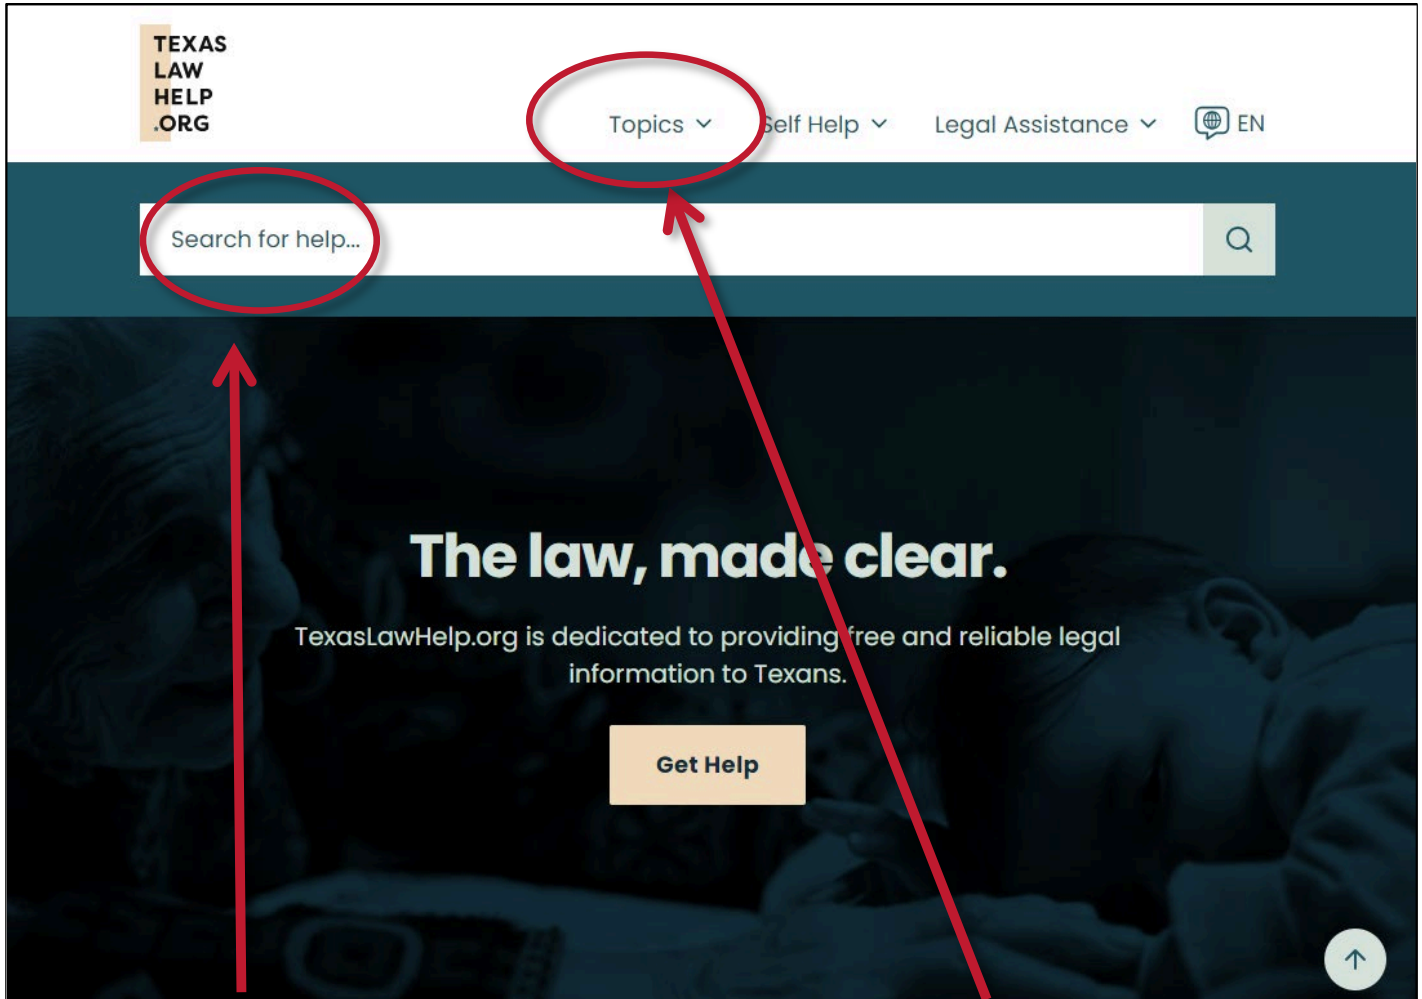 TEXAS
LAW
HELP
.ORG
Topics Self Help Legal Assistance EN
Search for help...
The law, made clear.
TexasLawHelp.org is dedicated to providing free and reliable legal
information to Texans.
Get Help